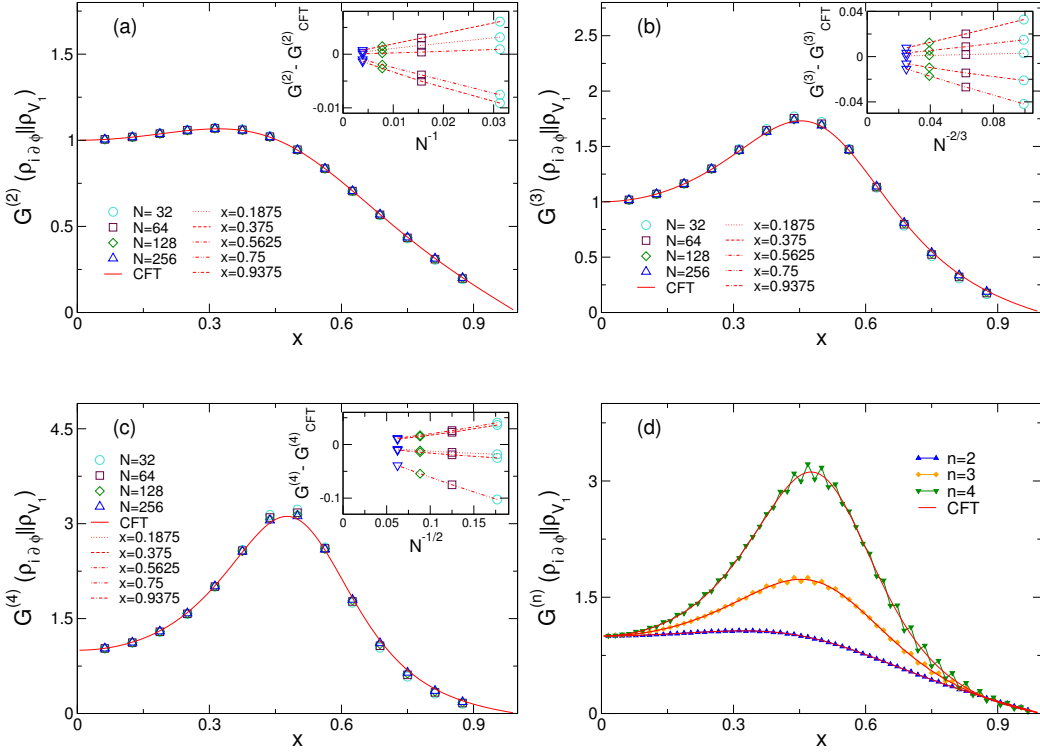 (a)
G^(2) (ρ_{i∂ϕ}||ρ_{V_1})
1.5
1
0.5
0
0
0.3
0.6
0.9
x
N= 32
N=64
N=128
N=256
CFT
x=0.1875
x=0.375
x=0.5625
x=0.75
x=0.9375
G^(2) - G^(2)_CFT
0.01
0
-0.01
0
0.01
0.02
0.03
N^-1
(b)
G^(3) (ρ_{i∂ϕ}||ρ_{V_1})
2.5
2
1.5
1
0.5
0
0
0.3
0.6
0.9
x
N= 32
N=64
N=128
N=256
CFT
x=0.1875
x=0.375
x=0.5625
x=0.75
x=0.9375
G^(3) - G^(3)_CFT
0.04
0
-0.04
0
0.04
0.08
N^-2/3
(c)
G^(4) (ρ_{i∂ϕ}||ρ_{V_1})
4.5
3
1.5
0
0
0.3
0.6
0.9
x
N=32
N=64
N=128
N=256
CFT
x=0.1875
x=0.375
x=0.5625
x=0.75
x=0.9375
G^(4) - G^(4)_CFT
0
-0.1
0
0.05
0.1
0.15
N^-1/2
(d)
G^(n) (ρ_{i∂ϕ}||ρ_{V_1})
3
2
1
0
0
0.3
0.6
0.9
x
n=2
n=3
n=4
CFT